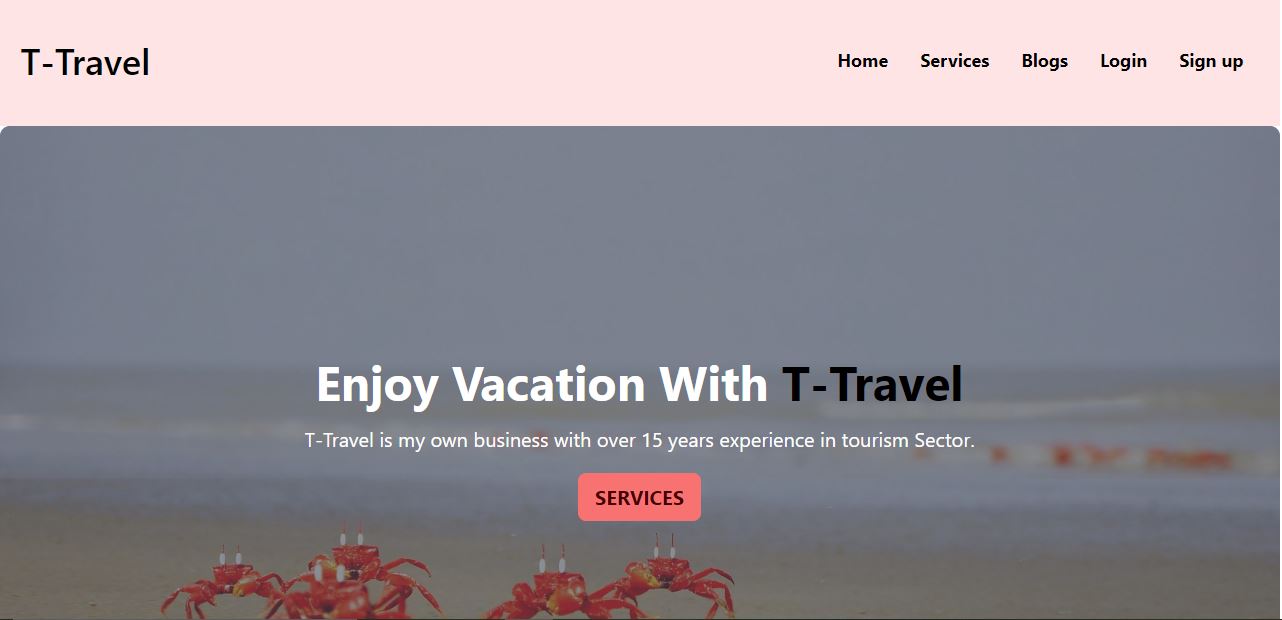 T-Travel
Home Services Blogs Login Sign up
Enjoy Vacation With T-Travel
T-Travel is my own business with over 15 years experience in tourism Sector.
SERVICES